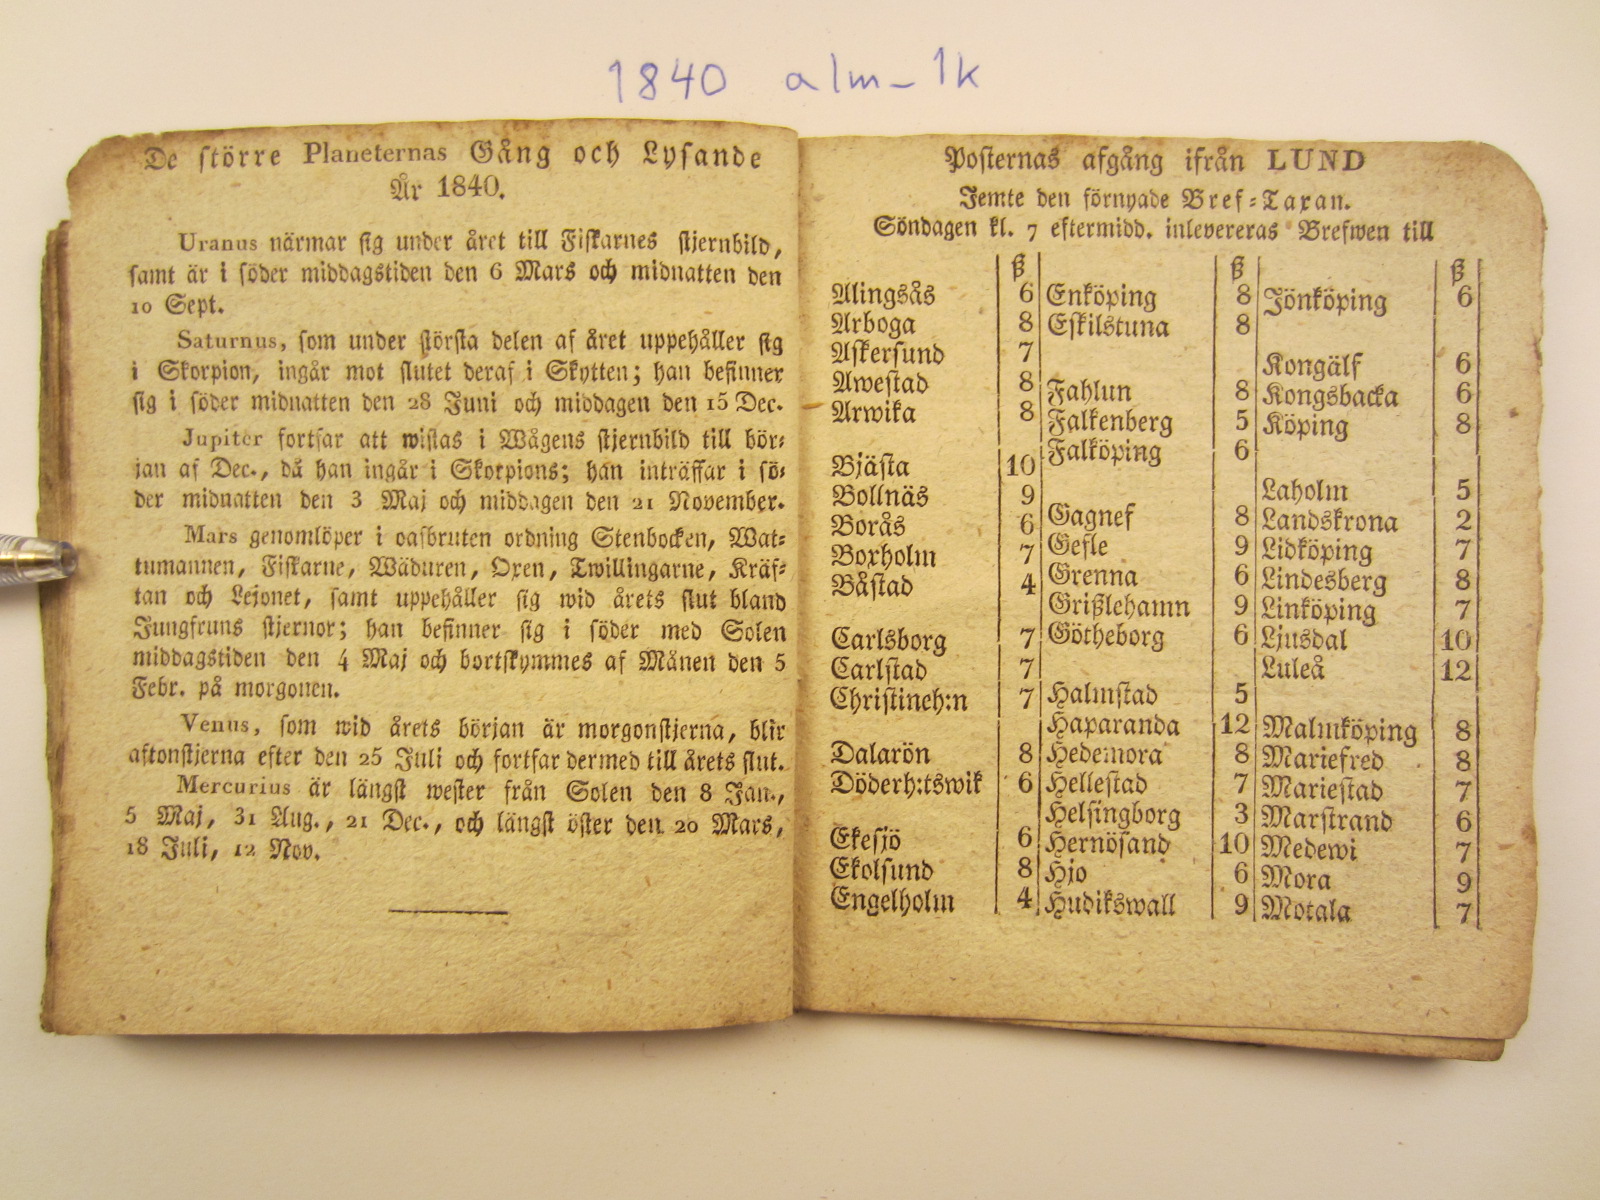 1840 alm-1k
De större Planeternas Gång och Lysande
År 1840.
Uranus närmar sig under året till Fiskarnes stjernbild,
samt är i söder middagstiden den 6 Mars och midnatten den
10 Sept.
Saturnus, som under största delen af året uppehåller sig
i Skorpion, ingår mot slutet deraf i Skytten; han befinner
sig i söder midnatten den 28 Juni och middagen den 15 Dec.
Jupiter fortfar att wistas i Wågens stjernbild till bör-
jan af Dec., då han ingår i Skorpions; han inträffar i sö-
der midnatten den 3 Maj och middagen den 21 November.
Mars genomlöper i oafbruten ordning Stenbocken, Wat-
tumannen, Fiskarne, Wäduren, Oxen, Twillingarne, Kräf-
tan och Lejonet, samt uppehåller sig wid årets slut bland
Jungfruns stjernor; han befinner sig i söder med Solen
middagstiden den 4 Maj och bortskymmes af Månen den 5
Febr. på morgonen.
Venus, som wid årets början är morgonstjerna, blir
aftonstjerna efter den 25 Juli och fortfar dermed till årets slut.
Mercurius är längst wester från Solen den 8 Jan.,
5 Maj, 31 Aug., 21 Dec., och längst öster den 20 Mars,
18 Juli, 12 Nov.
Posternas afgång ifrån LUND
Jemte den förnyade Bref-Taxan.
Söndagen kl. 7 eftermidd. inlevereras Brefwen till
ß
Alingsås 6
Arboga 8
Askersund 7
Awestad 8
Arwika 8
Bjästa 10
Bollnäs 9
Borås 6
Boxholm 7
Båstad 4
Carlsborg 7
Carlstad 7
Christineh:n 7
Dalarön 8
Döderh:tswik 6
Ekesjö 6
Ekolsund 8
Engelholm 4
ß
Enköping 8
Eskilstuna 8
Fahlun 8
Falkenberg 5
Falköping 6
Gagnef 8
Gefle 9
Grenna 6
Grißlehamn 9
Götheborg 6
Halmstad 5
Haparanda 12
Hedemora 8
Hellestad 7
Helsingborg 3
Hernösand 10
Hjo 6
Hudikswall 9
ß
Jönköping 6
Kongälf 6
Kongsbacka 6
Köping 8
Laholm 5
Landskrona 2
Lidköping 7
Lindesberg 8
Linköping 7
Ljusdal 10
Luleå 12
Malmköping 8
Mariefred 8
Mariestad 7
Marstrand 6
Medewi 7
Mora 9
Motala 7